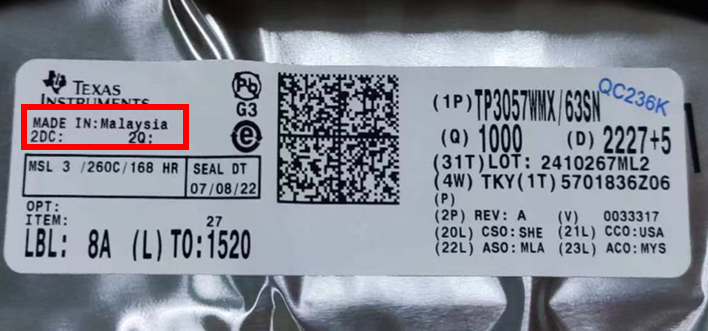 TEXAS
INSTRUMENTS
MADE IN:Malaysia
2DC: 2Q:
MSL 3 /260C/168 HR
SEAL DT
07/08/22
OPT:
ITEM: 27
LBL: 8A (L)TO:1520
Pb
G3
e
(1P)TP3057WMX/63SN
QC236K
(Q) 1000 (D) 2227+5
(31T)LOT: 2410267ML2
(4W) TKY(1T)5701836Z06
(P)
(2P) REV: A (V) 0033317
(20L) CSO:SHE (21L) CCO:USA
(22L) ASO:MLA (23L) ACO:MYS